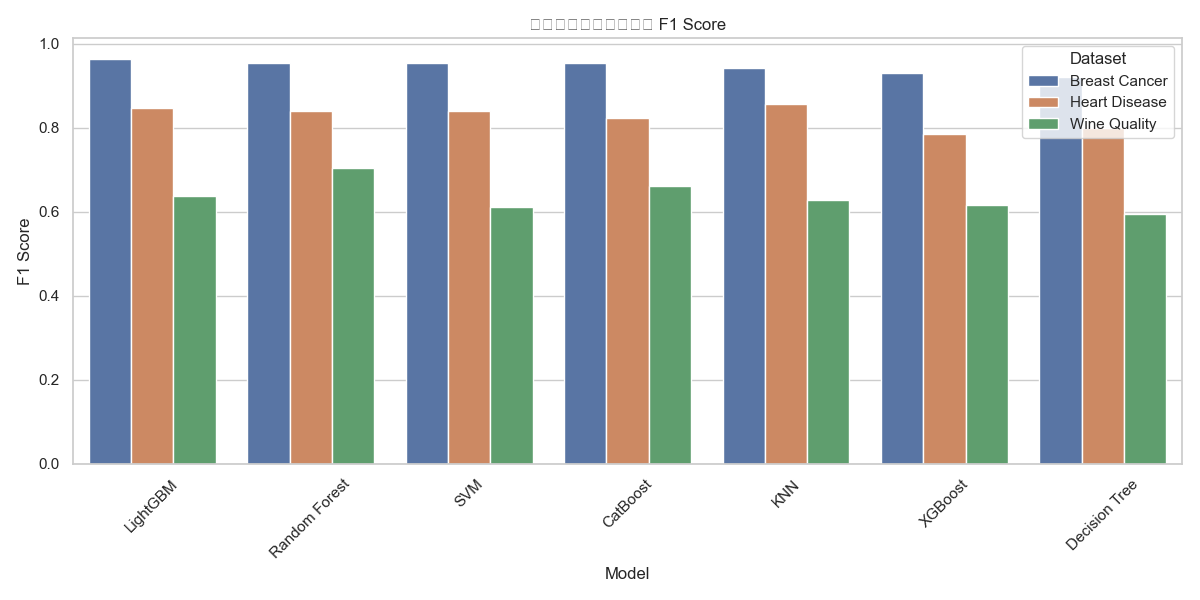 F1 Score
Dataset
Breast Cancer
Heart Disease
Wine Quality
1.0
0.8
0.6
0.4
0.2
0.0
F1 Score
LightGBM
Random Forest
SVM
CatBoost
KNN
XGBoost
Decision Tree
Model